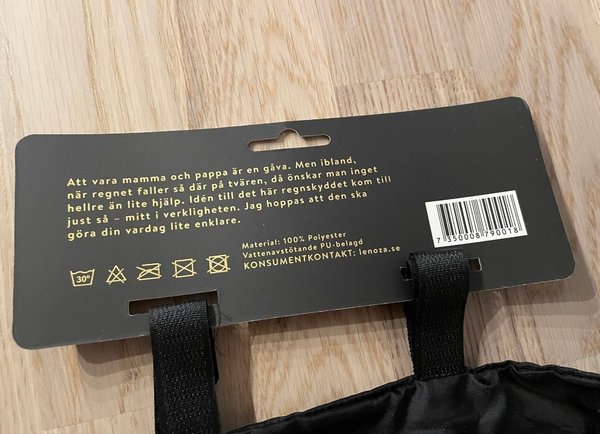 Att vara mamma och pappa är en gåva. Men ibland,
när regnet faller så där på tvären, då önskar man inget
hellre än lite hjälp. Idén till det här regnskyddet kom till
just så – mitt i verkligheten. Jag hoppas att den ska
göra din vardag lite enklare.
Material: 100% Polyester
Vattenavstötande PU-belagd
KONSUMENTKONTAKT: lenoza.se
30°
7 350008 790018